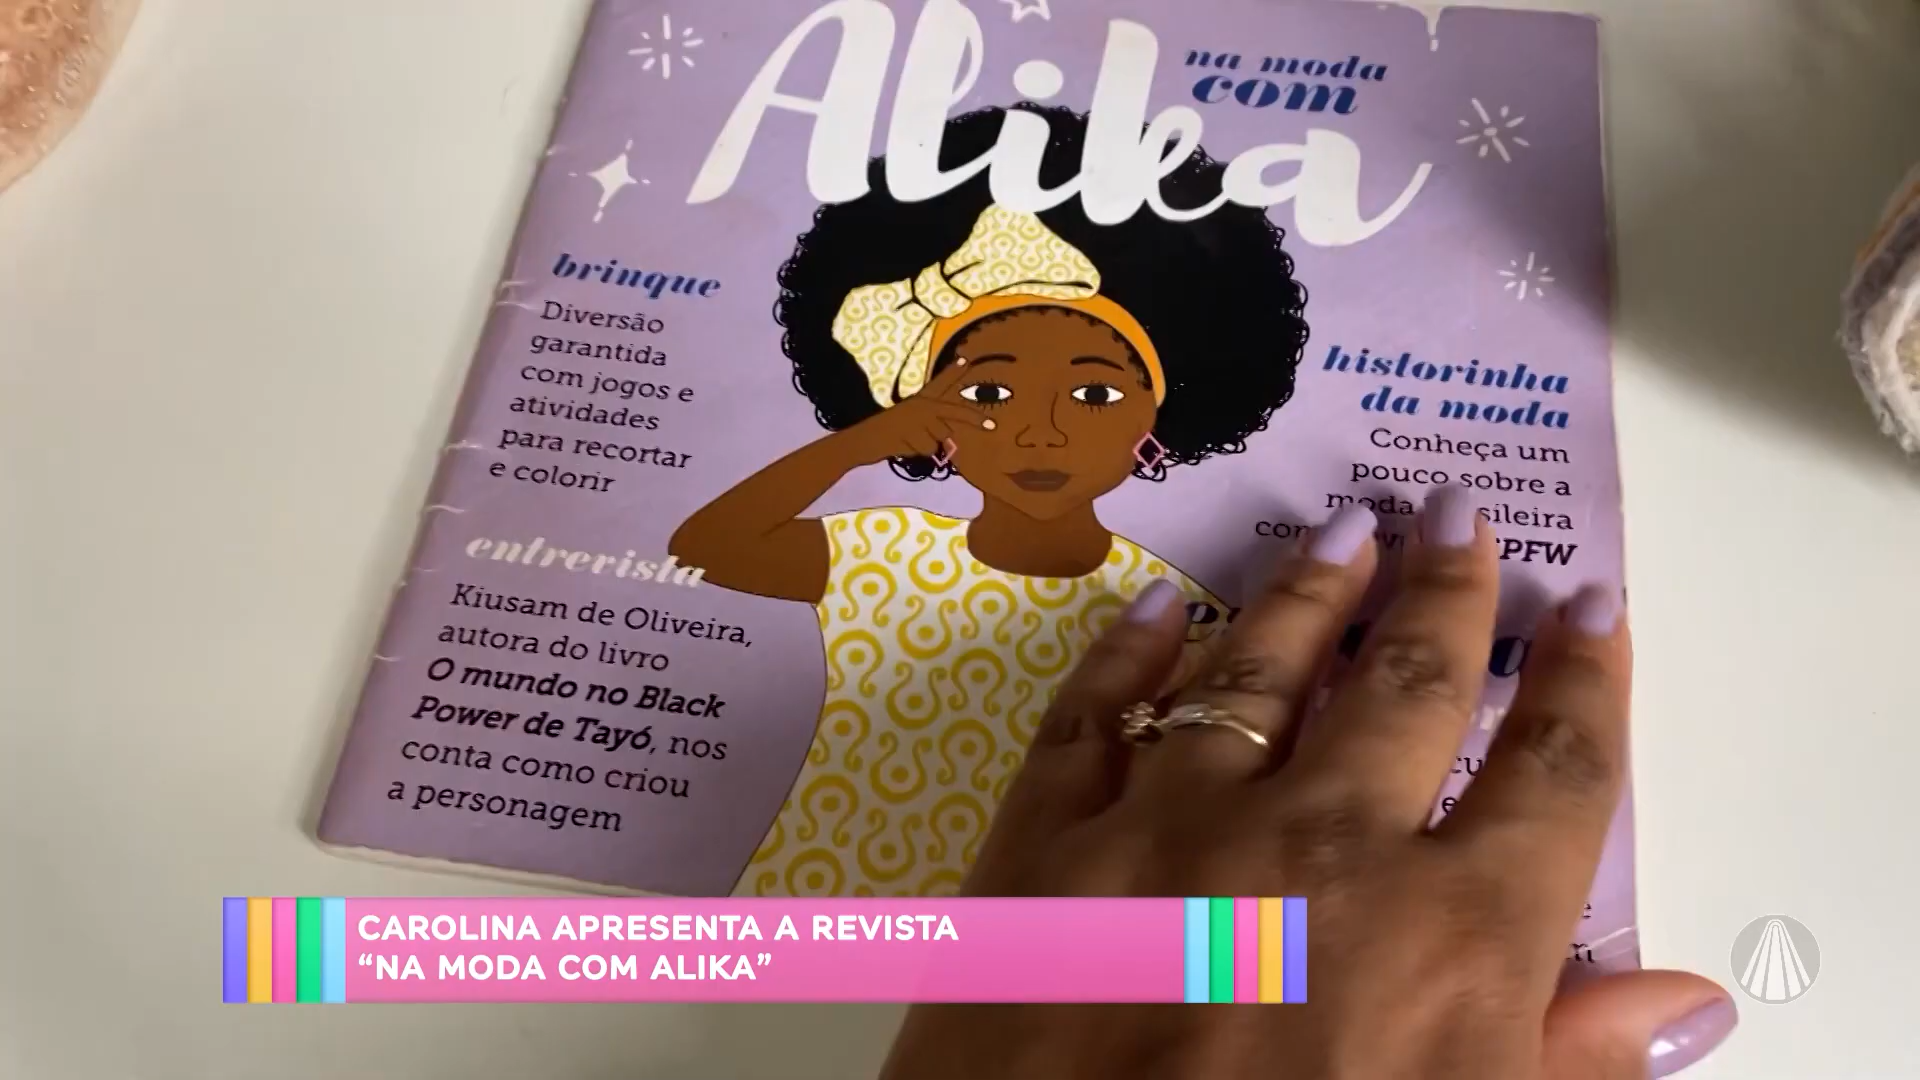 na moda
com
Alika
brinque
Diversão
garantida
com jogos e
atividades
para recortar
e colorir
entrevista
Kiusam de Oliveira,
autora do livro
O mundo no Black
Power de Tayó, nos
conta como criou
a personagem
historinha
da moda
Conheça um
pouco sobre a
moda
SPFW
CAROLINA APRESENTA A REVISTA
“NA MODA COM ALIKA”